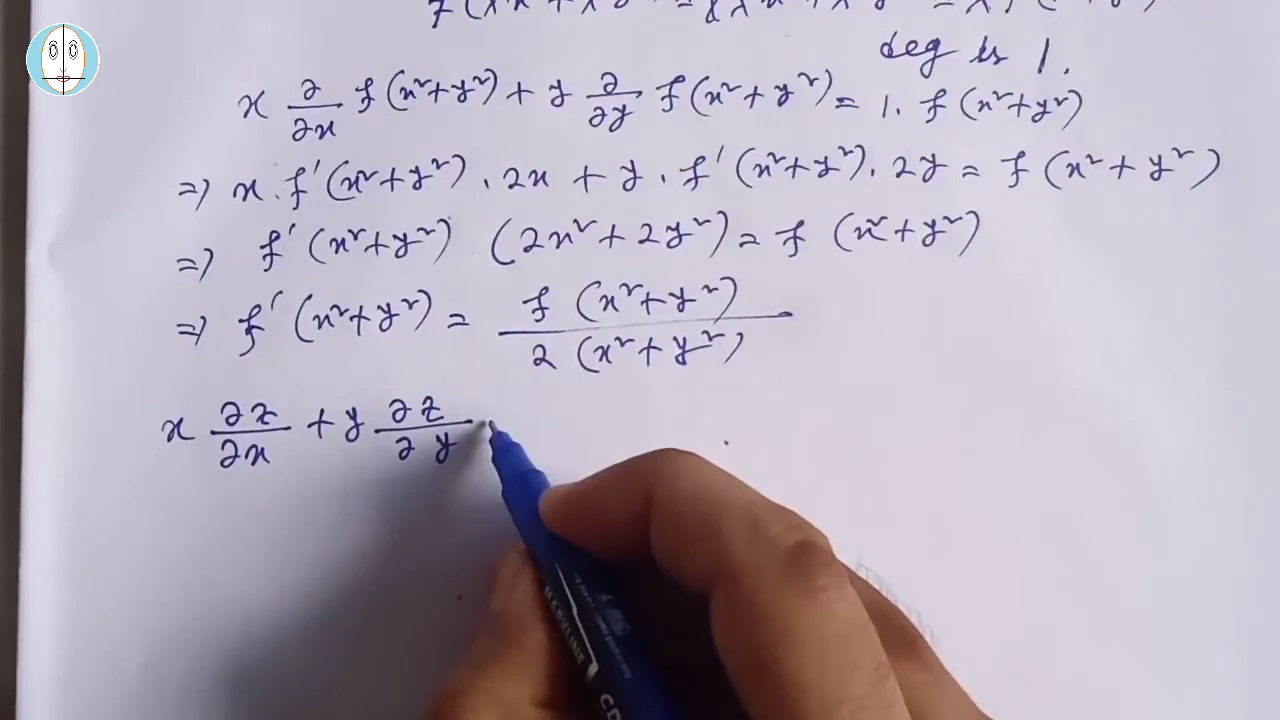 deg is 1.
x ∂/∂x f(x²+y²) + y ∂/∂y f(x²+y²) = 1. f(x²+y²)
=> x . f'(x²+y²) . 2x + y . f'(x²+y²) . 2y = f(x²+y²)
=> f'(x²+y²) (2x²+2y²) = f (x²+y²)
=> f'(x²+y²) = f(x²+y²) / 2(x²+y²)
x ∂z/∂x + y ∂z/∂y